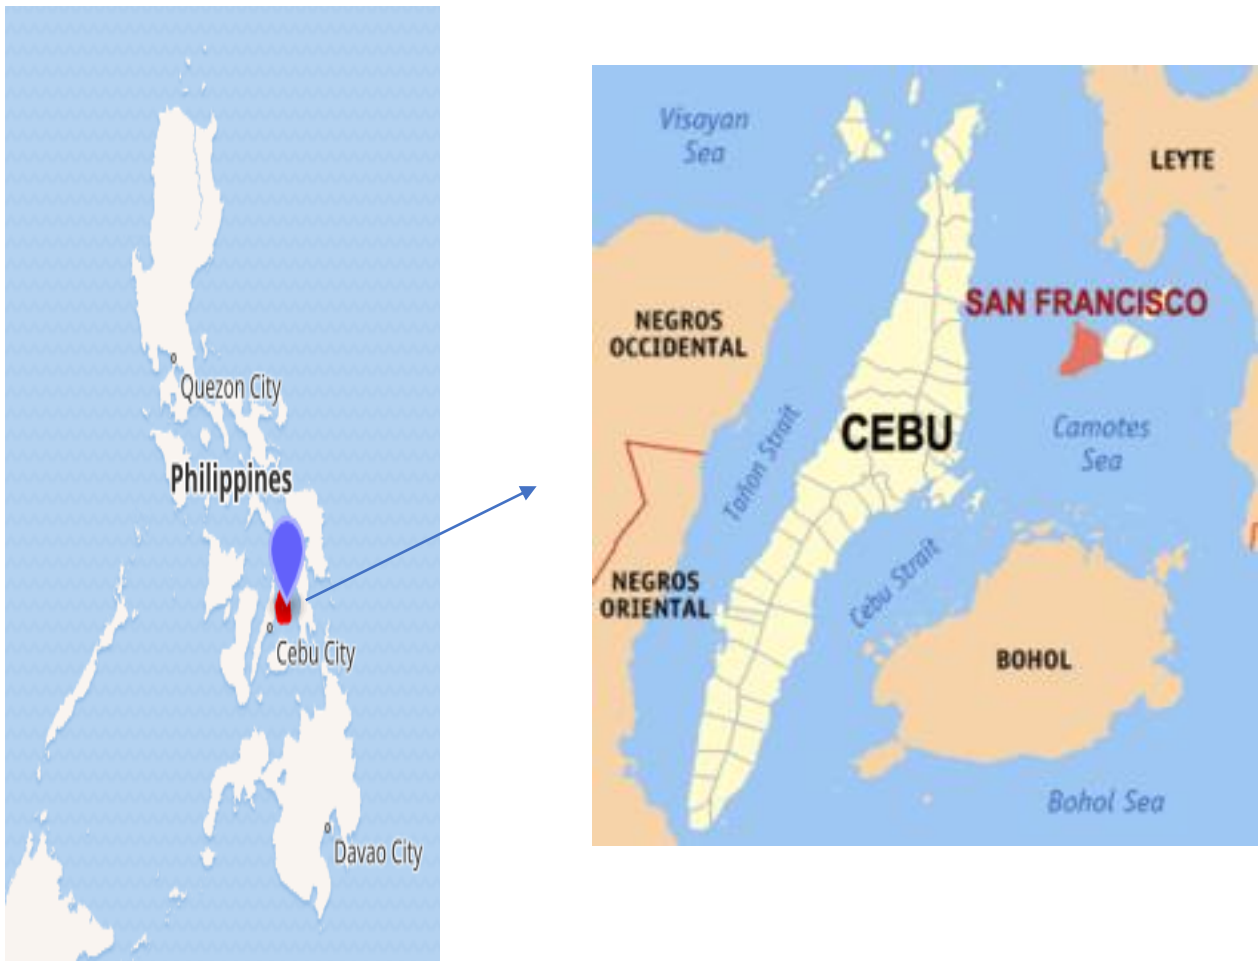 Quezon City
Philippines
Cebu City
Davao City
Visayan
Sea
LEYTE
SAN FRANCISCO
NEGROS
OCCIDENTAL
CEBU
Camotes
Sea
Tañon Strait
Cebu Strait
NEGROS
ORIENTAL
BOHOL
Bohol Sea